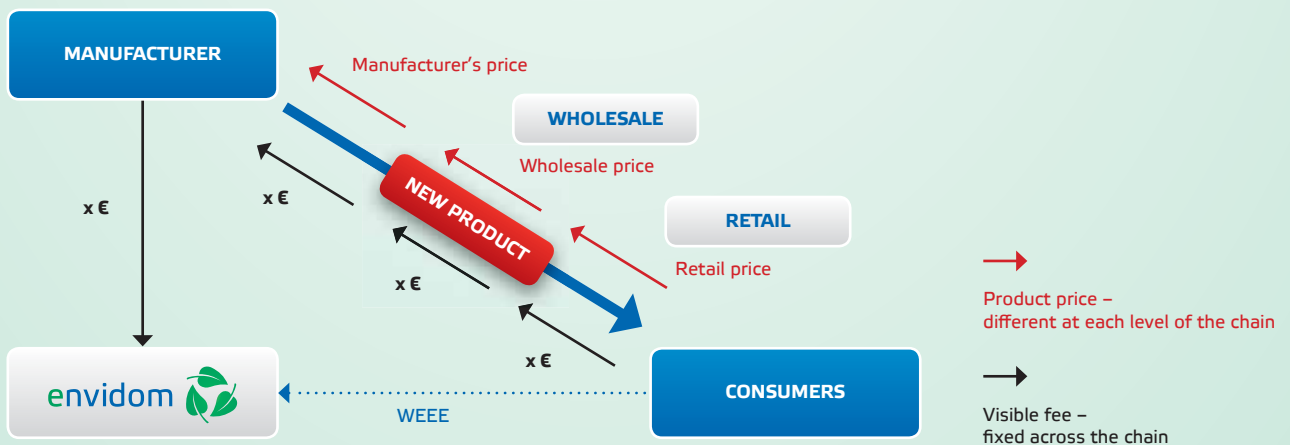 MANUFACTURER
Manufacturer’s price
WHOLESALE
Wholesale price
x €
x €
NEW PRODUCT
RETAIL
Retail price
x €
x €
envidom
WEEE
CONSUMERS
Product price –
different at each level of the chain
Visible fee –
fixed across the chain